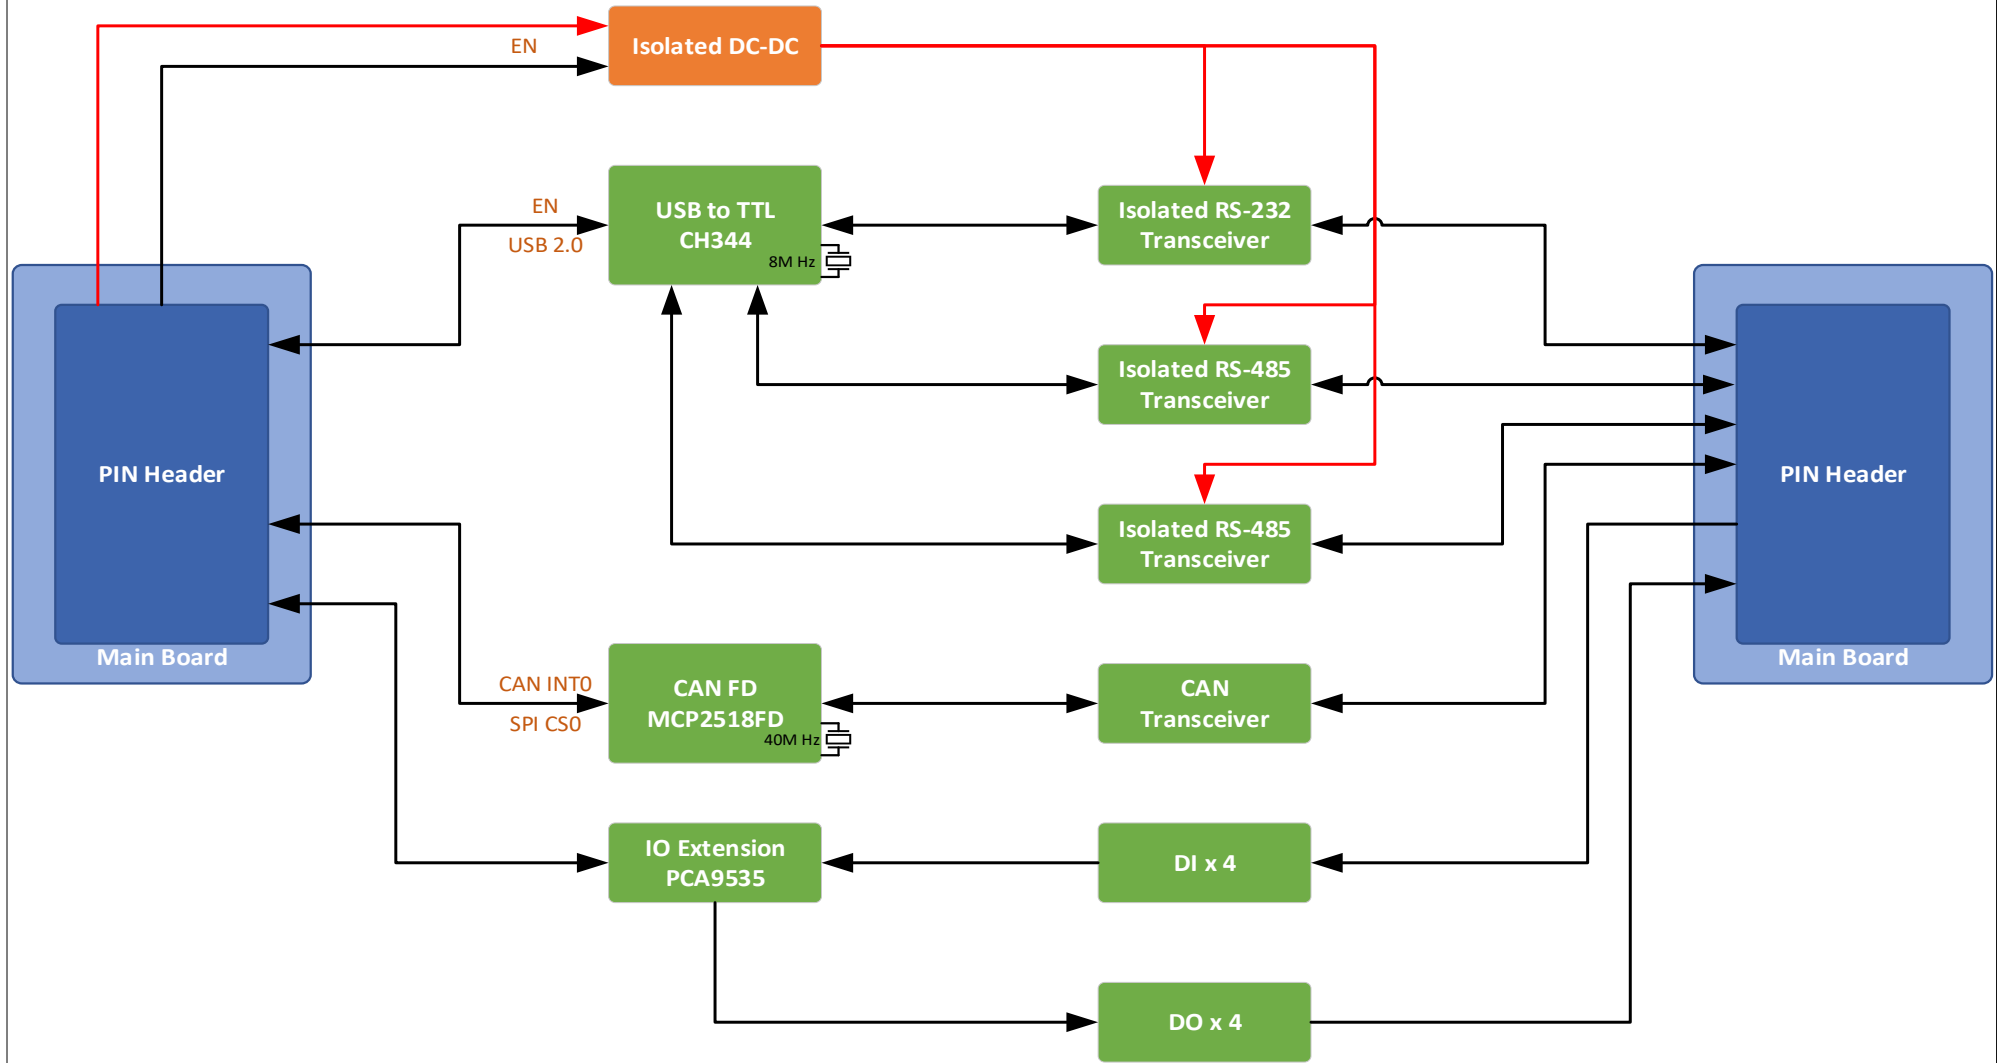 EN
Isolated DC-DC
EN
USB 2.0
USB to TTL
CH344
8M Hz
Isolated RS-232
Transceiver
Isolated RS-485
Transceiver
PIN Header
Main Board
PIN Header
Main Board
Isolated RS-485
Transceiver
CAN INT0
SPI CS0
CAN FD
MCP2518FD
40M Hz
CAN
Transceiver
IO Extension
PCA9535
DI x 4
DO x 4